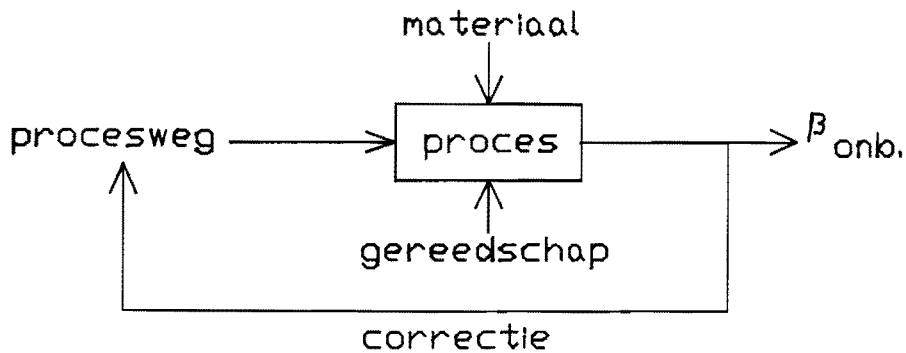 materiaal
procesweg
proces
β onb.
gereedschap
correctie